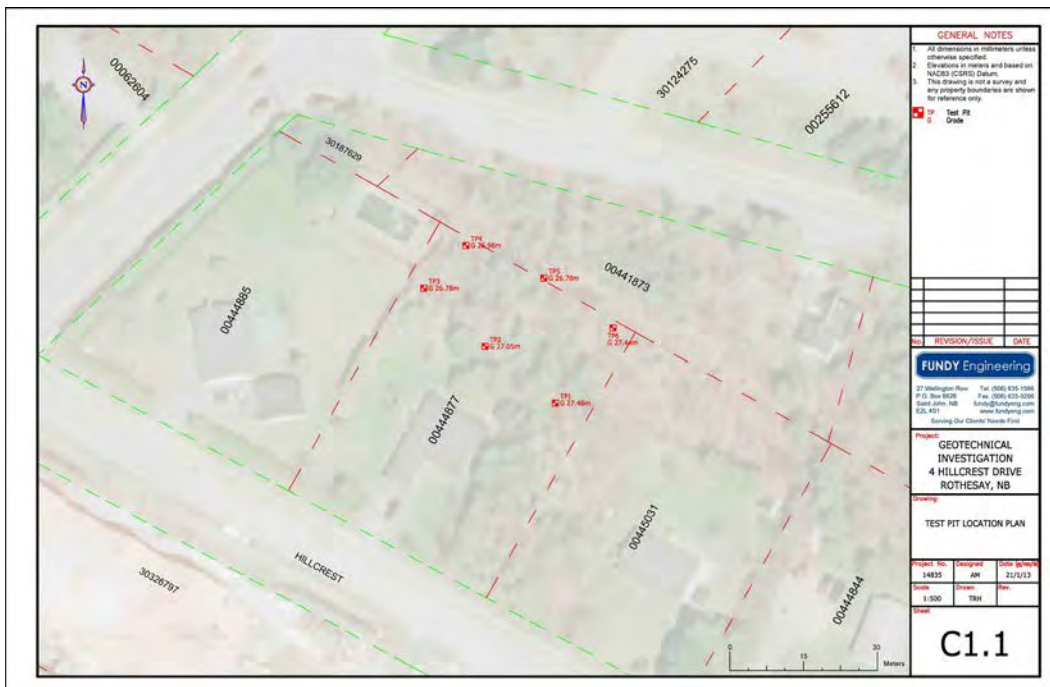 00062604
30124275
00255612
30187629
N
TP4
G 26.98m
TP5
G 26.78m
00441873
TP3
G 26.78m
00444885
TP2
G 27.05m
TP6
G 27.44m
TP1
G 27.48m
00444877
00445031
HILLCREST
30326797
00444844
0
15
30
Meters
GENERAL NOTES
1. All dimensions in millimeters unless
otherwise specified.
2. Elevations in meters and based on
NAD83 (CSRS) Datum.
3. This drawing is not a survey and
any property boundaries are shown
for reference only.
TP Test Pit
G Grade
No. REVISION/ISSUE DATE
FUNDY Engineering
27 Wellington Row Tel. (506) 635-1566
P.O. Box 6626 Fax. (506) 635-0206
Saint John, NB fundy@fundyeng.com
E2L 4S1 www.fundyeng.com
Serving Our Clients' Needs First
Project:
GEOTECHNICAL
INVESTIGATION
4 HILLCREST DRIVE
ROTHESAY, NB
Drawing:
TEST PIT LOCATION PLAN
Project No. Designed Date
14835 AM 21/1/13
Scale Drawn Rev.
1:500 TRH
Sheet
C1.1